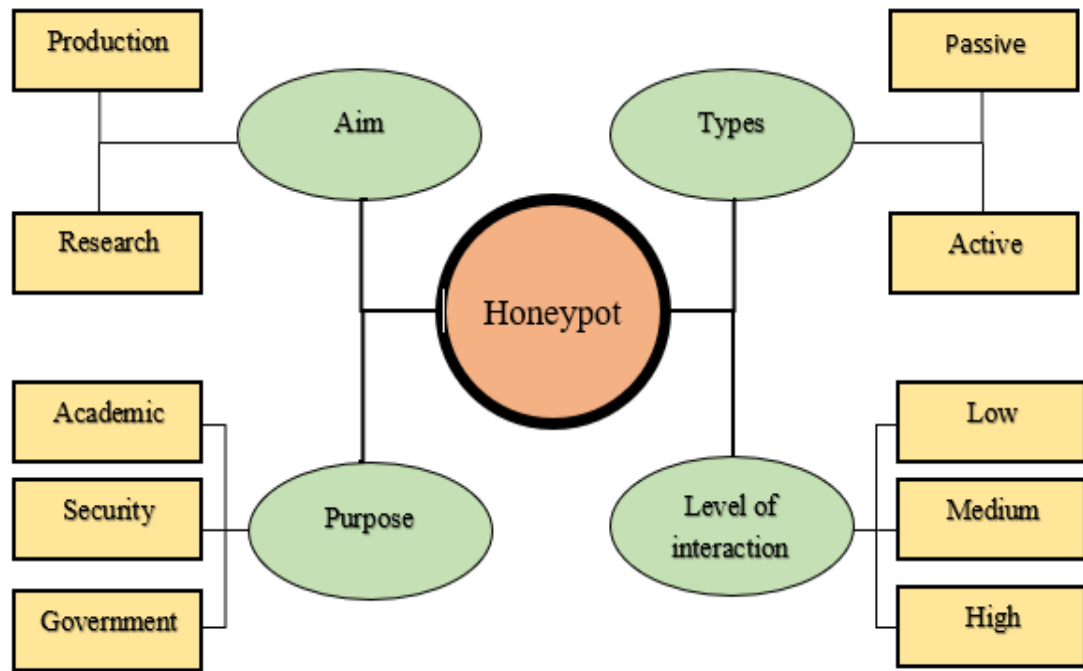 Production
Aim
Research
Types
Passive
Active
Honeypot
Academic
Security
Government
Purpose
Level of
interaction
Low
Medium
High